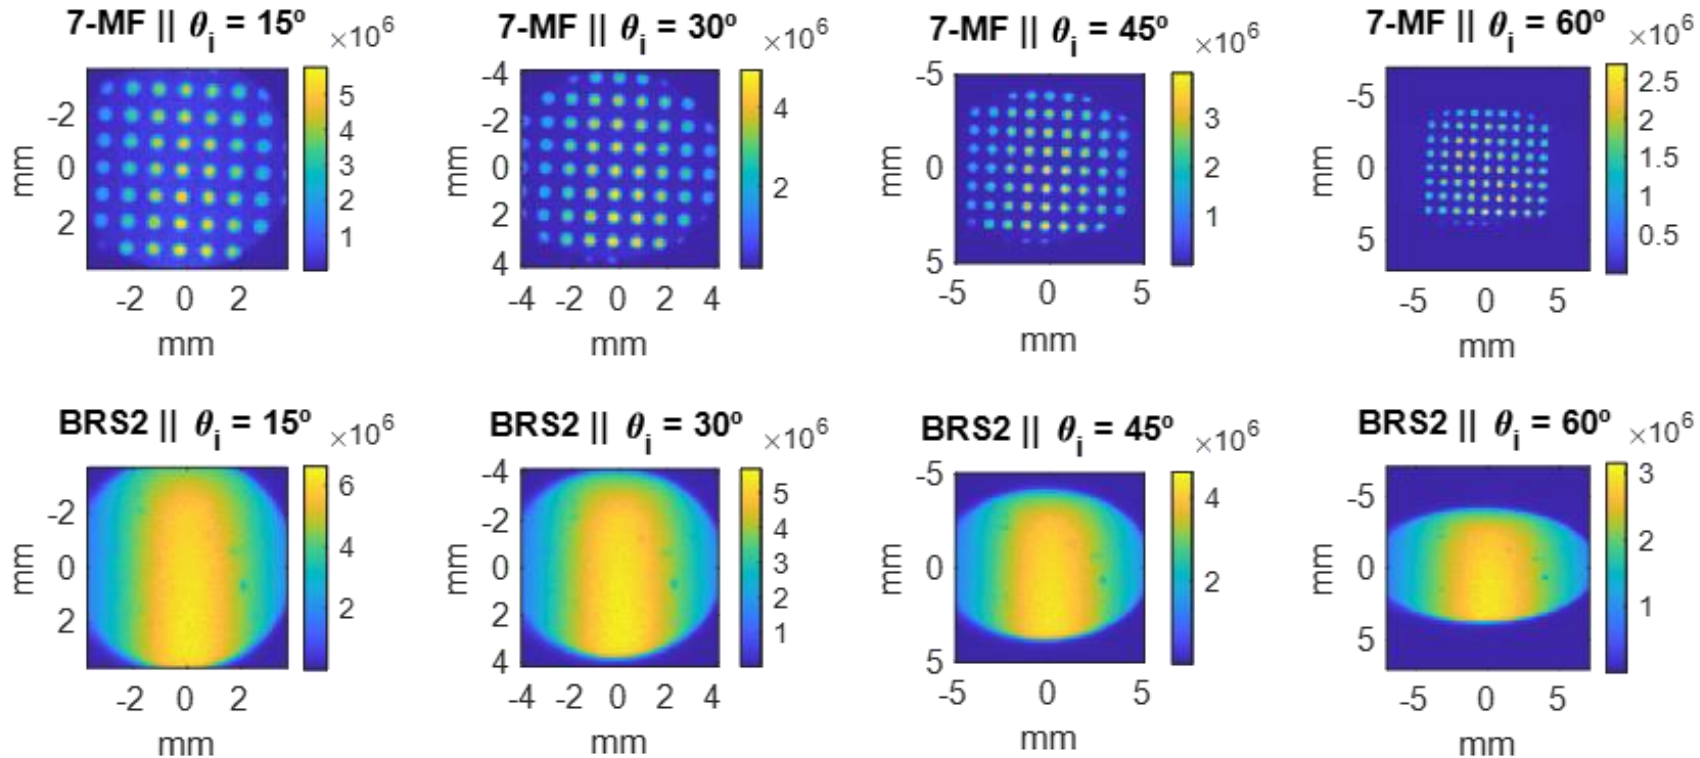 7-MF || θi = 15º
×10^6
-2
0
2
mm
5
4
3
2
1
-2 0 2
mm
7-MF || θi = 30º
×10^6
-4
-2
0
2
4
mm
4
2
-4 -2 0 2 4
mm
7-MF || θi = 45º
×10^6
-5
0
5
mm
3
2
1
-5 0 5
mm
7-MF || θi = 60º
×10^6
-5
0
5
mm
2.5
2
1.5
1
0.5
-5 0 5
mm
BRS2 || θi = 15º
×10^6
-2
0
2
mm
6
4
2
-2 0 2
mm
BRS2 || θi = 30º
×10^6
-4
-2
0
2
4
mm
5
4
3
2
1
-4 -2 0 2 4
mm
BRS2 || θi = 45º
×10^6
-5
0
5
mm
4
2
-5 0 5
mm
BRS2 || θi = 60º
×10^6
-5
0
5
mm
3
2
1
-5 0 5
mm